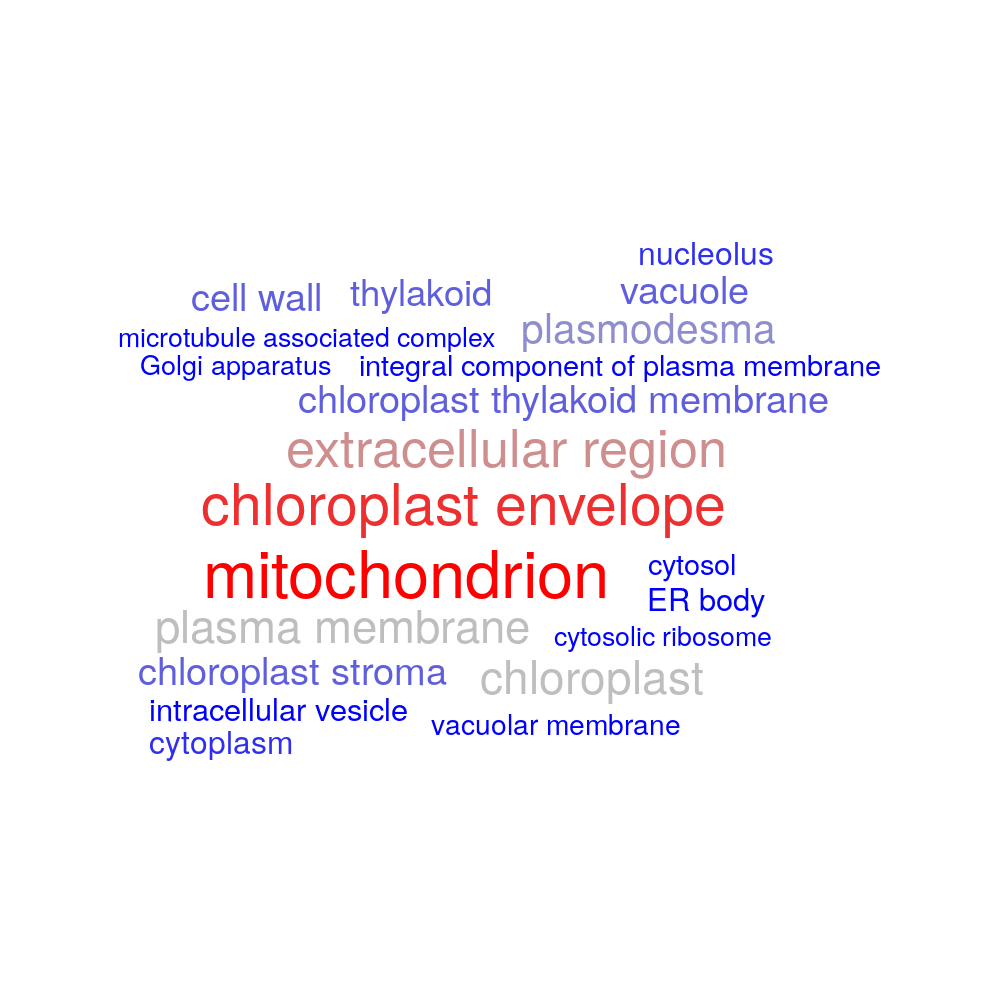 nucleolus
cell wall thylakoid vacuole
microtubule associated complex plasmodesma
Golgi apparatus integral component of plasma membrane
chloroplast thylakoid membrane
extracellular region
chloroplast envelope
mitochondrion cytosol
ER body
plasma membrane cytosolic ribosome
chloroplast stroma chloroplast
intracellular vesicle vacuolar membrane
cytoplasm